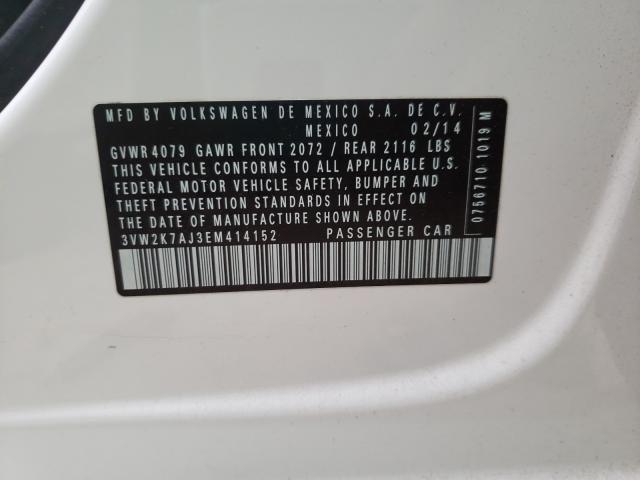 MFD BY VOLKSWAGEN DE MEXICO S.A. DE C.V.
MEXICO 02/14
GVWR 4079 GAWR FRONT 2072 / REAR 2116 LBS
THIS VEHICLE CONFORMS TO ALL APPLICABLE U.S.
FEDERAL MOTOR VEHICLE SAFETY, BUMPER AND
THEFT PREVENTION STANDARDS IN EFFECT ON
THE DATE OF MANUFACTURE SHOWN ABOVE.
3VW2K7AJ3EM414152 PASSENGER CAR
0756710 1019 M